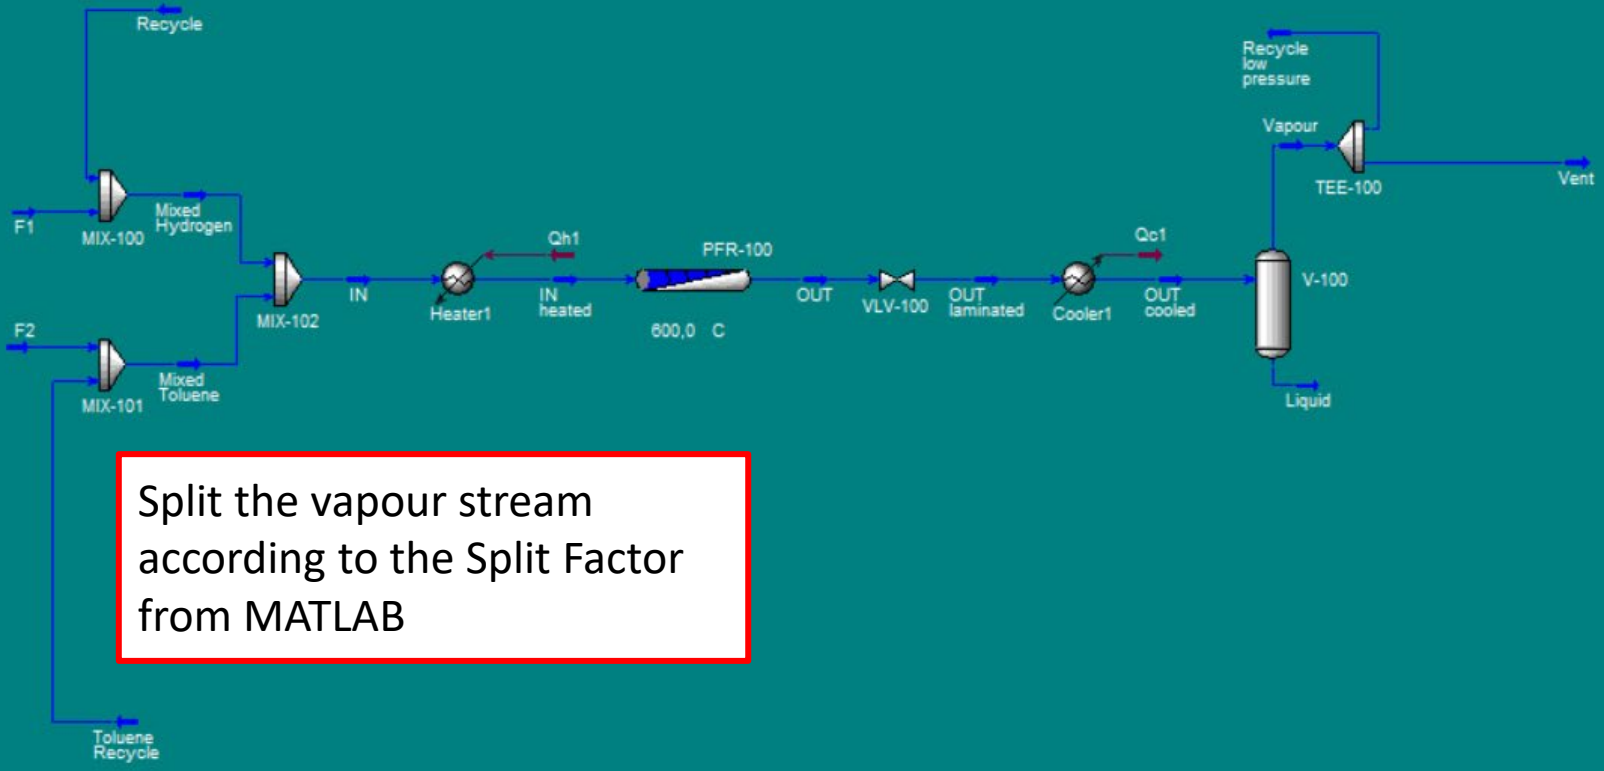 Recycle
F1
MIX-100
Mixed
Hydrogen
F2
MIX-101
Mixed
Toluene
MIX-102
IN
Heater1
Qh1
IN
heated
PFR-100
600,0 C
OUT
VLV-100
OUT
laminated
Cooler1
Qc1
OUT
cooled
V-100
Liquid
Vapour
Recycle
low
pressure
TEE-100
Vent
Split the vapour stream
according to the Split Factor
from MATLAB
Toluene
Recycle